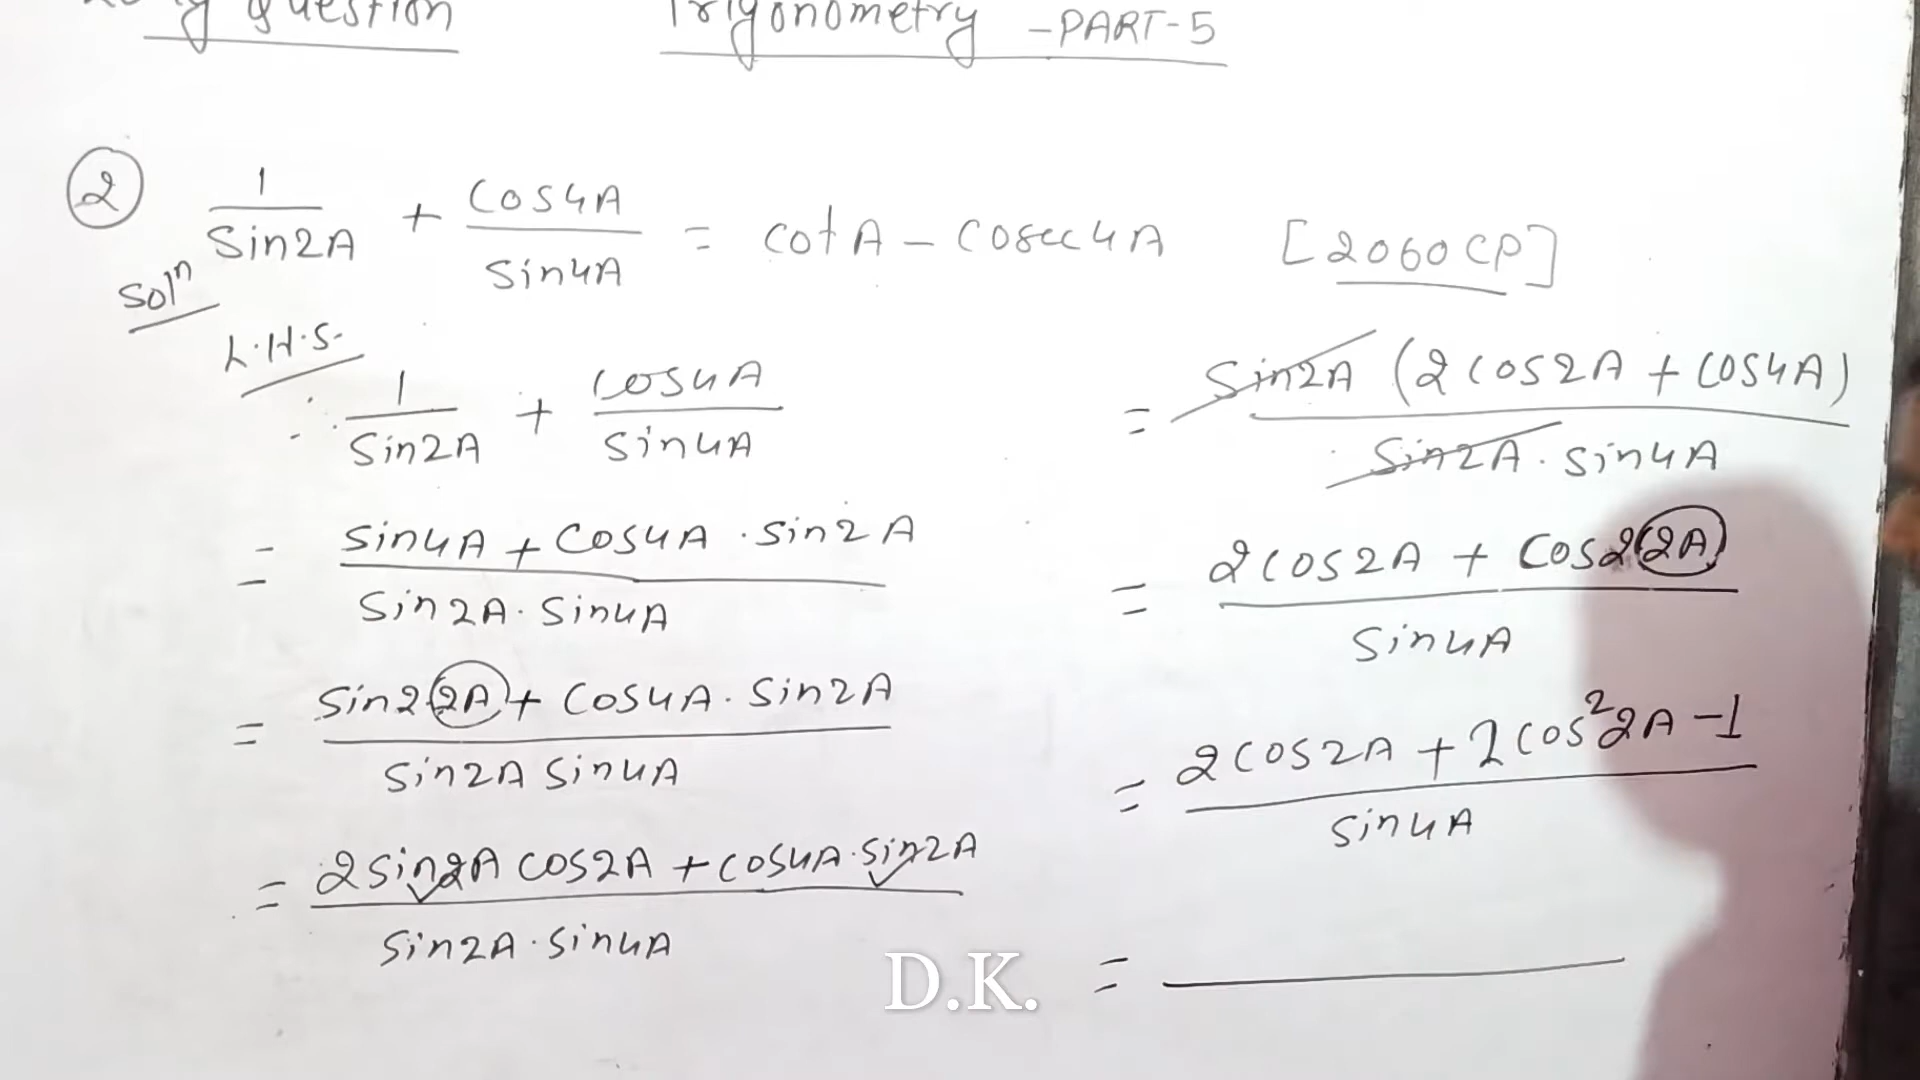 question Trigonometry - PART-5
② 1/Sin2A + Cos4A/Sin4A = cotA - Cosec4A [2060 CP]
Solⁿ
L.H.S.
1/Sin2A + Cos4A/Sin4A
= Sin4A + Cos4A . Sin2A / Sin2A . Sin4A
= Sin2(2A) + Cos4A . Sin2A / Sin2A Sin4A
= 2Sin2A Cos2A + Cos4A . Sin2A / Sin2A . Sin4A
= Sin2A (2Cos2A + Cos4A) / Sin2A . Sin4A
= 2Cos2A + Cos2(2A) / Sin4A
= 2Cos2A + 2Cos²2A - 1 / Sin4A
=
D.K.